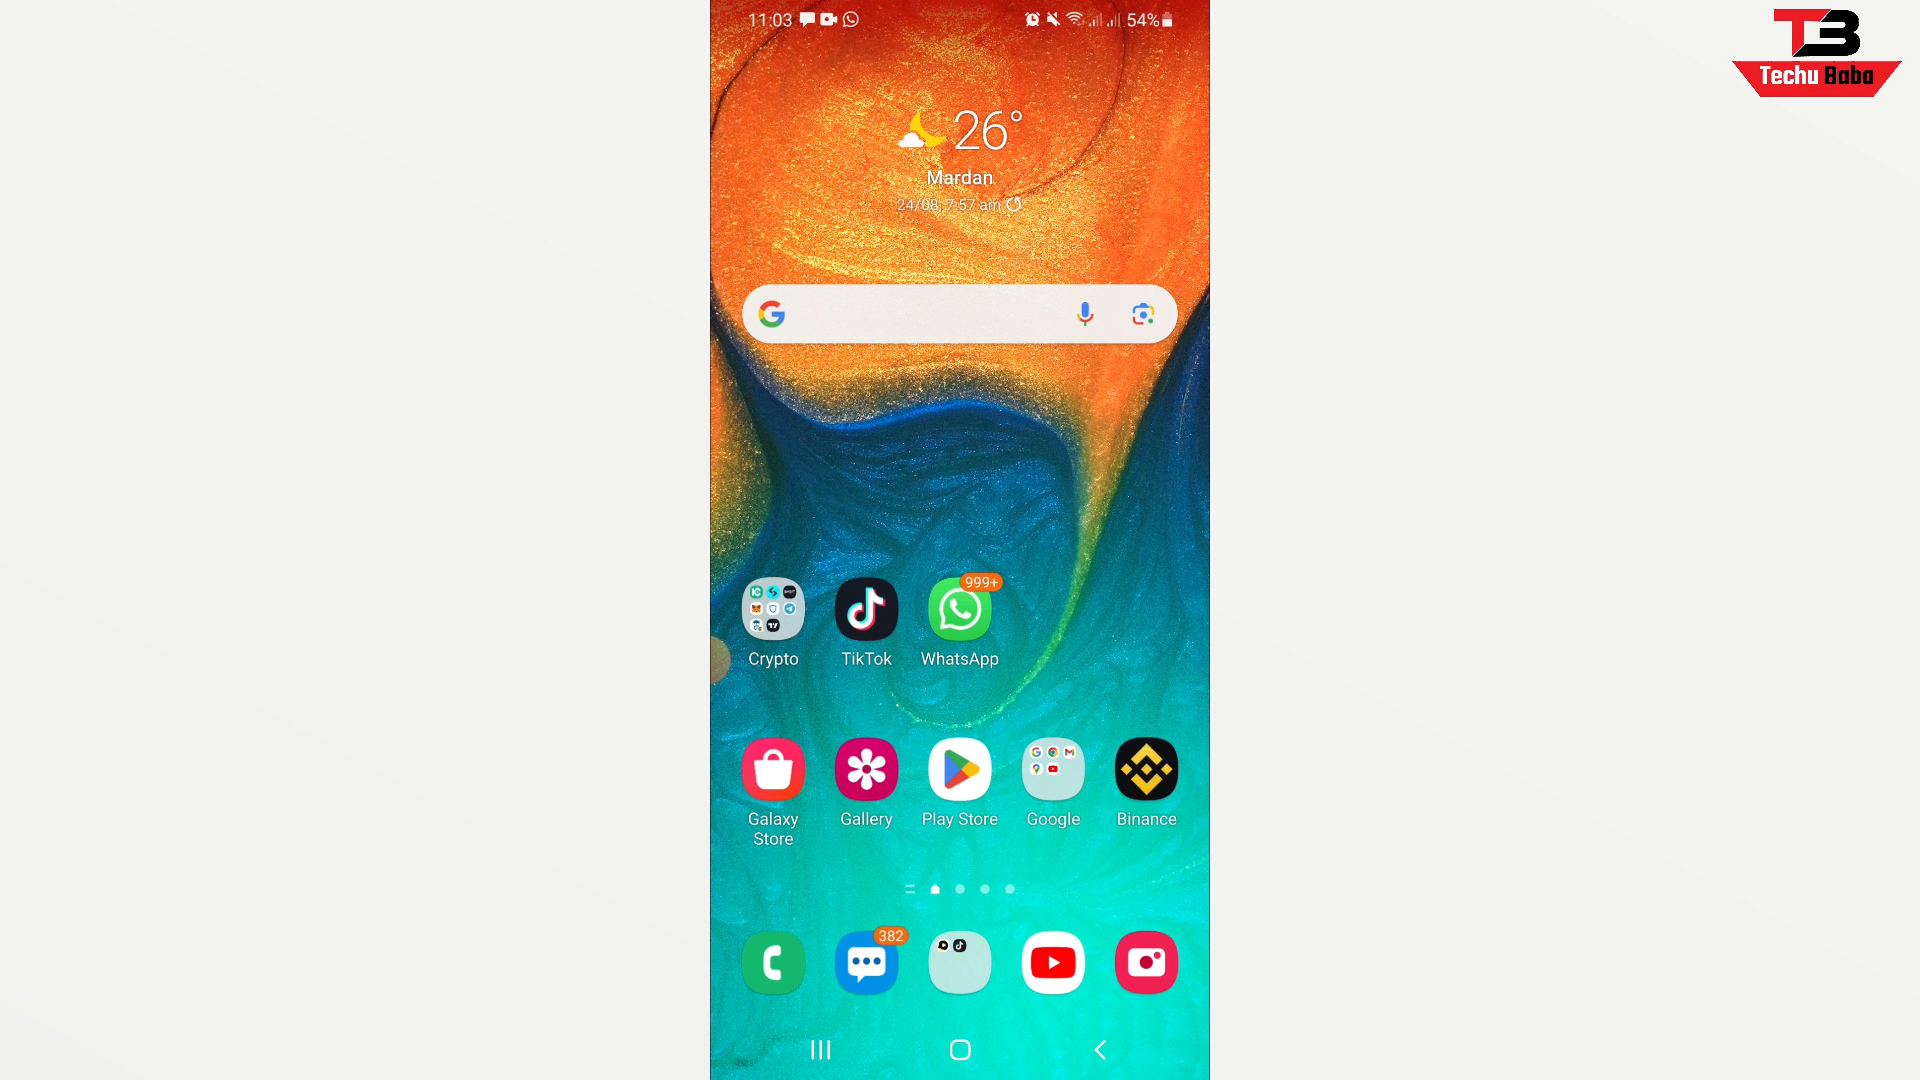 11:03
54%
T3
Techu Baba
26°
Mardan
24/08, 7:57 am
999+
Crypto
TikTok
WhatsApp
Galaxy
Store
Gallery
Play Store
Google
Binance
382